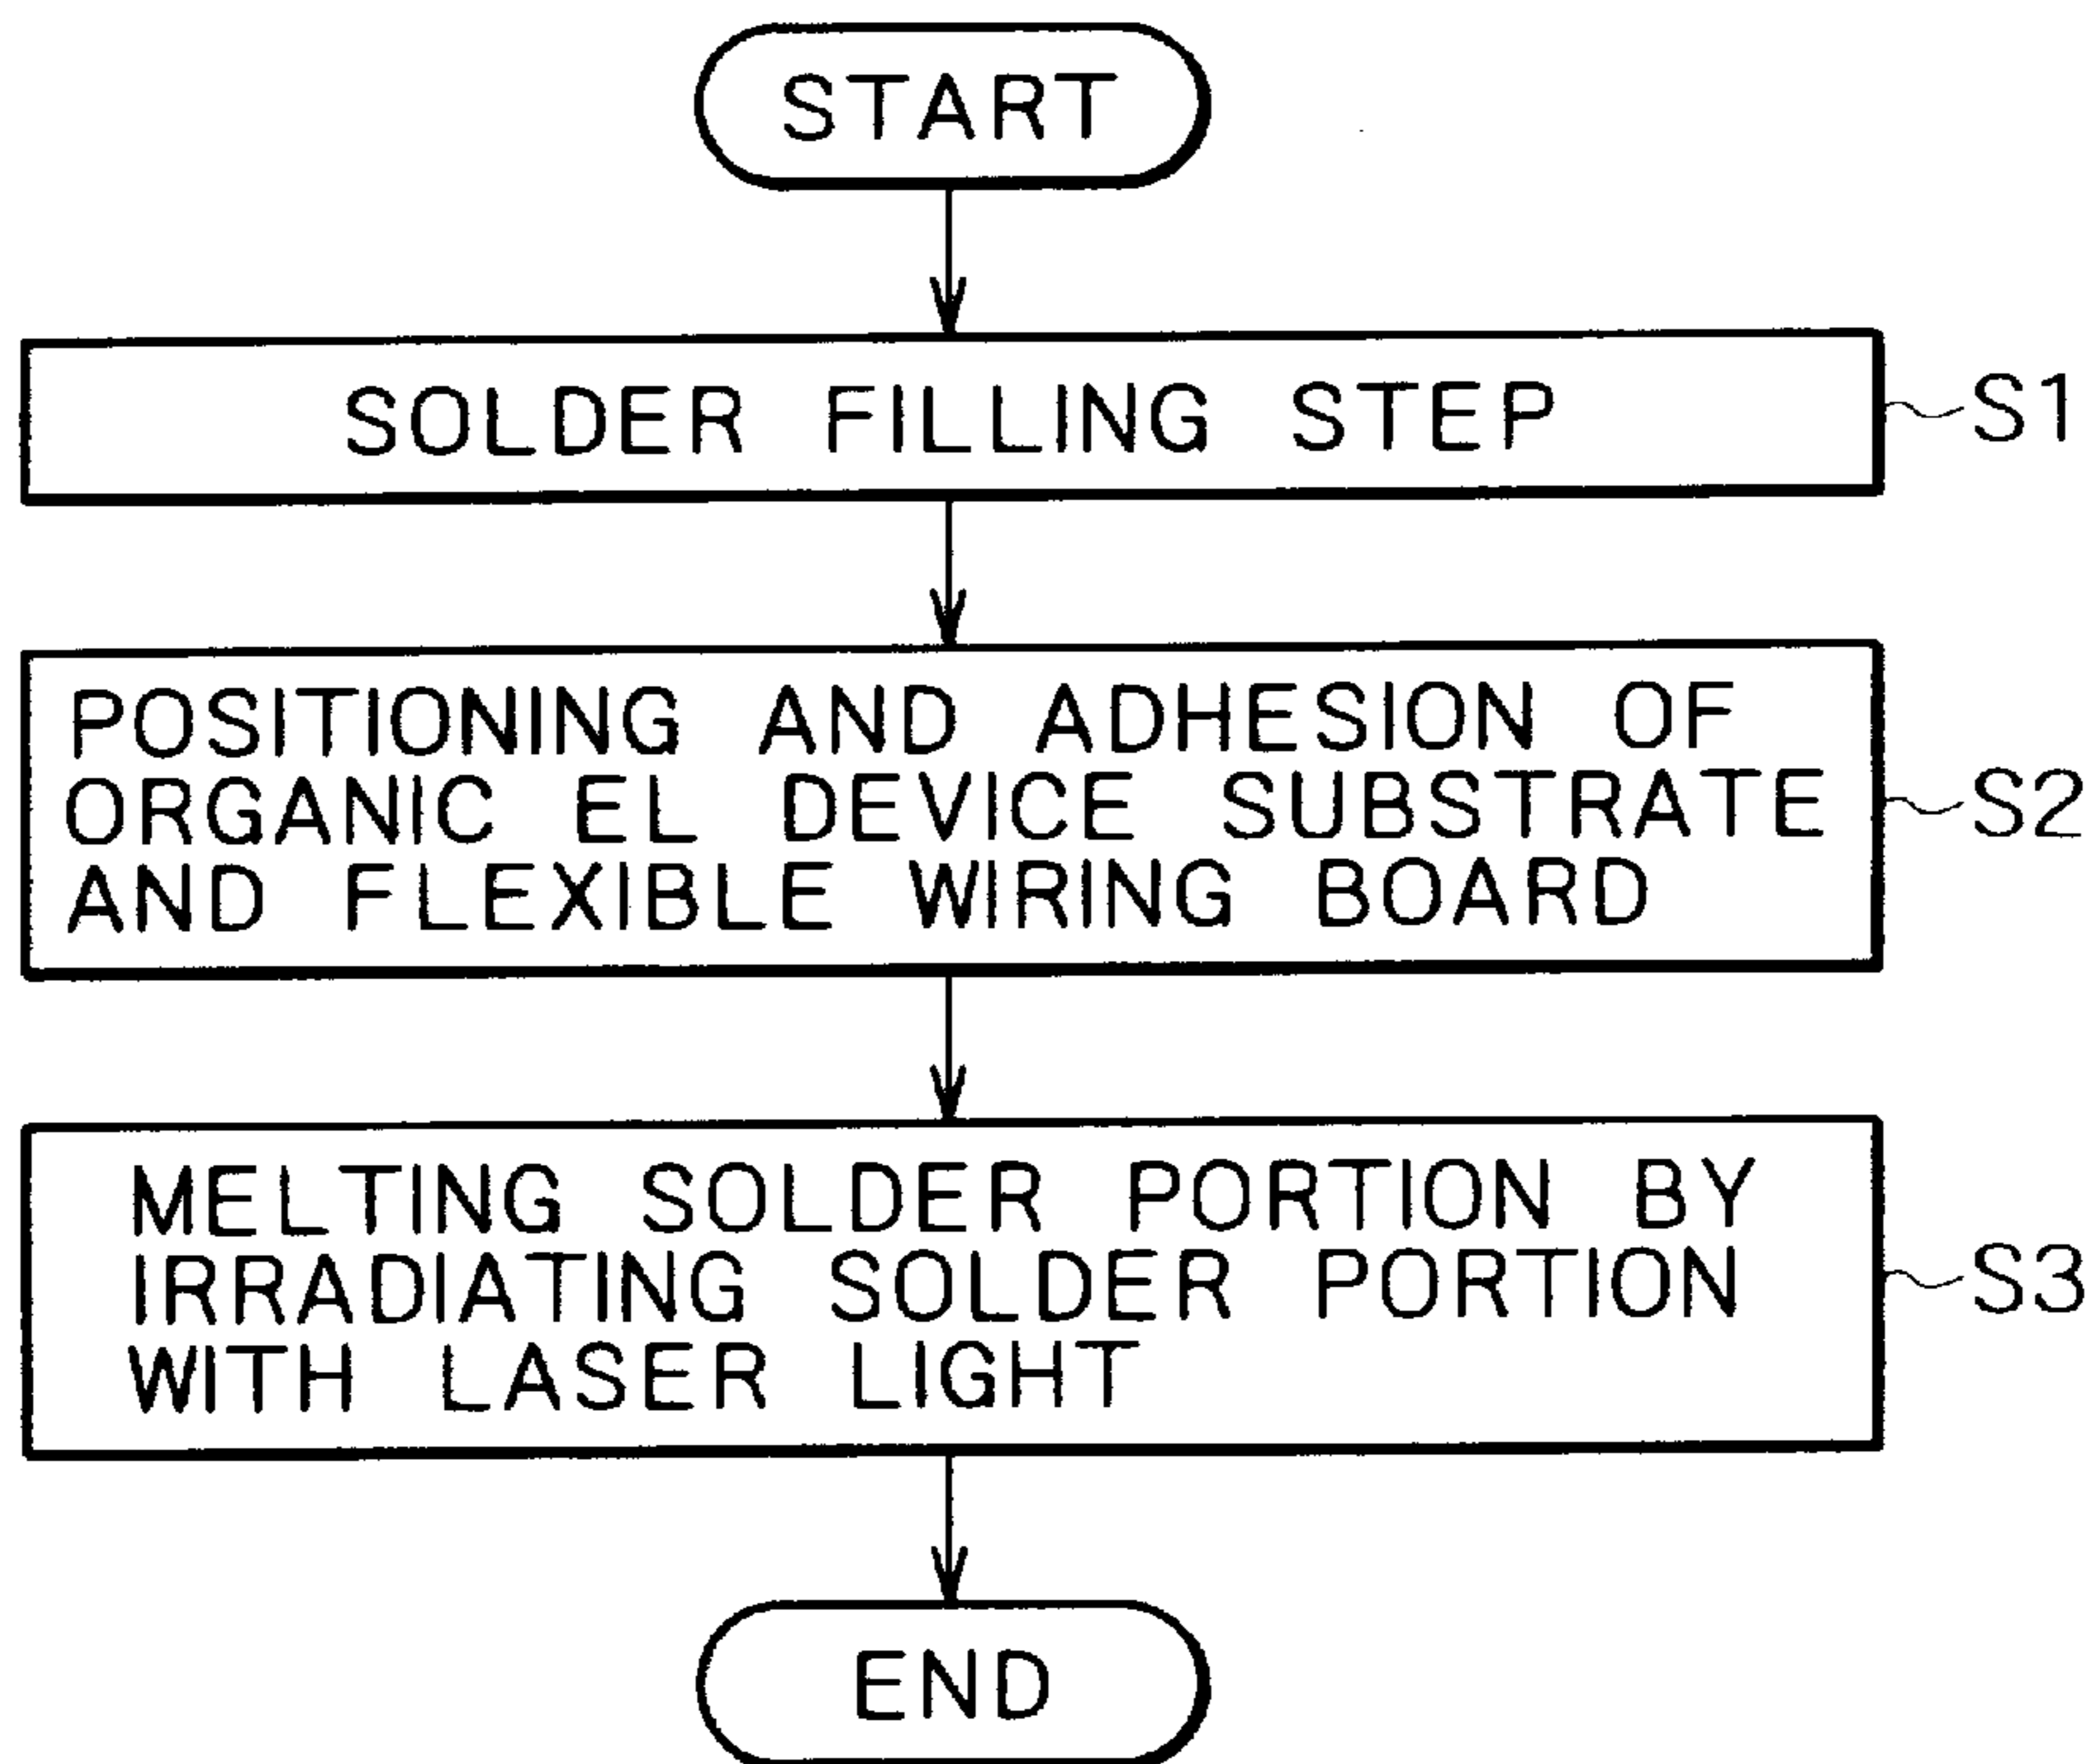 START
SOLDER FILLING STEP
S1
POSITIONING AND ADHESION OF
ORGANIC EL DEVICE SUBSTRATE
AND FLEXIBLE WIRING BOARD
S2
MELTING SOLDER PORTION BY
IRRADIATING SOLDER PORTION
WITH LASER LIGHT
S3
END